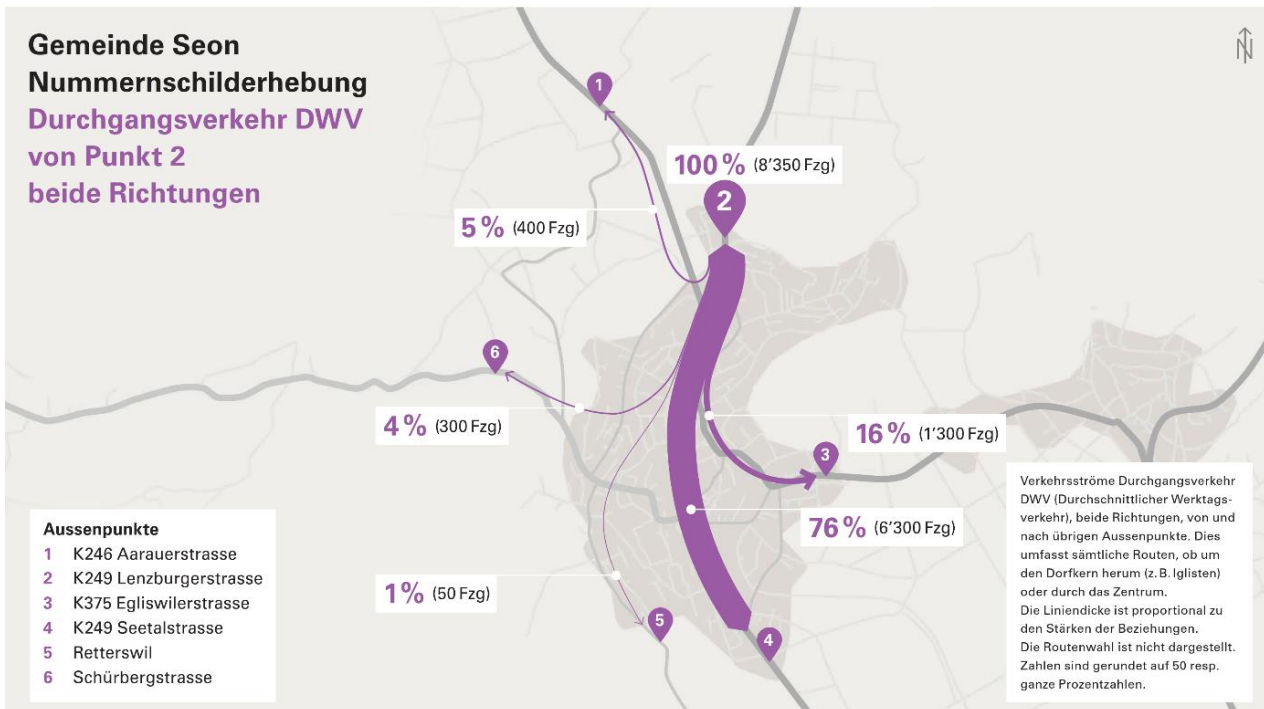 Gemeinde Seon
Nummernschilderhebung
Durchgangsverkehr DWV
von Punkt 2
beide Richtungen
N
1
100 % (8'350 Fzg)
2
5 % (400 Fzg)
6
4 % (300 Fzg)
16 % (1'300 Fzg)
3
76 % (6'300 Fzg)
1 % (50 Fzg)
5
4
Aussenpunkte
1 K246 Aarauerstrasse
2 K249 Lenzburgerstrasse
3 K375 Egliswilerstrasse
4 K249 Seetalstrasse
5 Retterswil
6 Schürbergstrasse
Verkehrsströme Durchgangsverkehr
DWV (Durchschnittlicher Werktags-
verkehr), beide Richtungen, von und
nach übrigen Aussenpunkte. Dies
umfasst sämtliche Routen, ob um
den Dorfkern herum (z. B. Iglisten)
oder durch das Zentrum.
Die Liniendicke ist proportional zu
den Stärken der Beziehungen.
Die Routenwahl ist nicht dargestellt.
Zahlen sind gerundet auf 50 resp.
ganze Prozentzahlen.